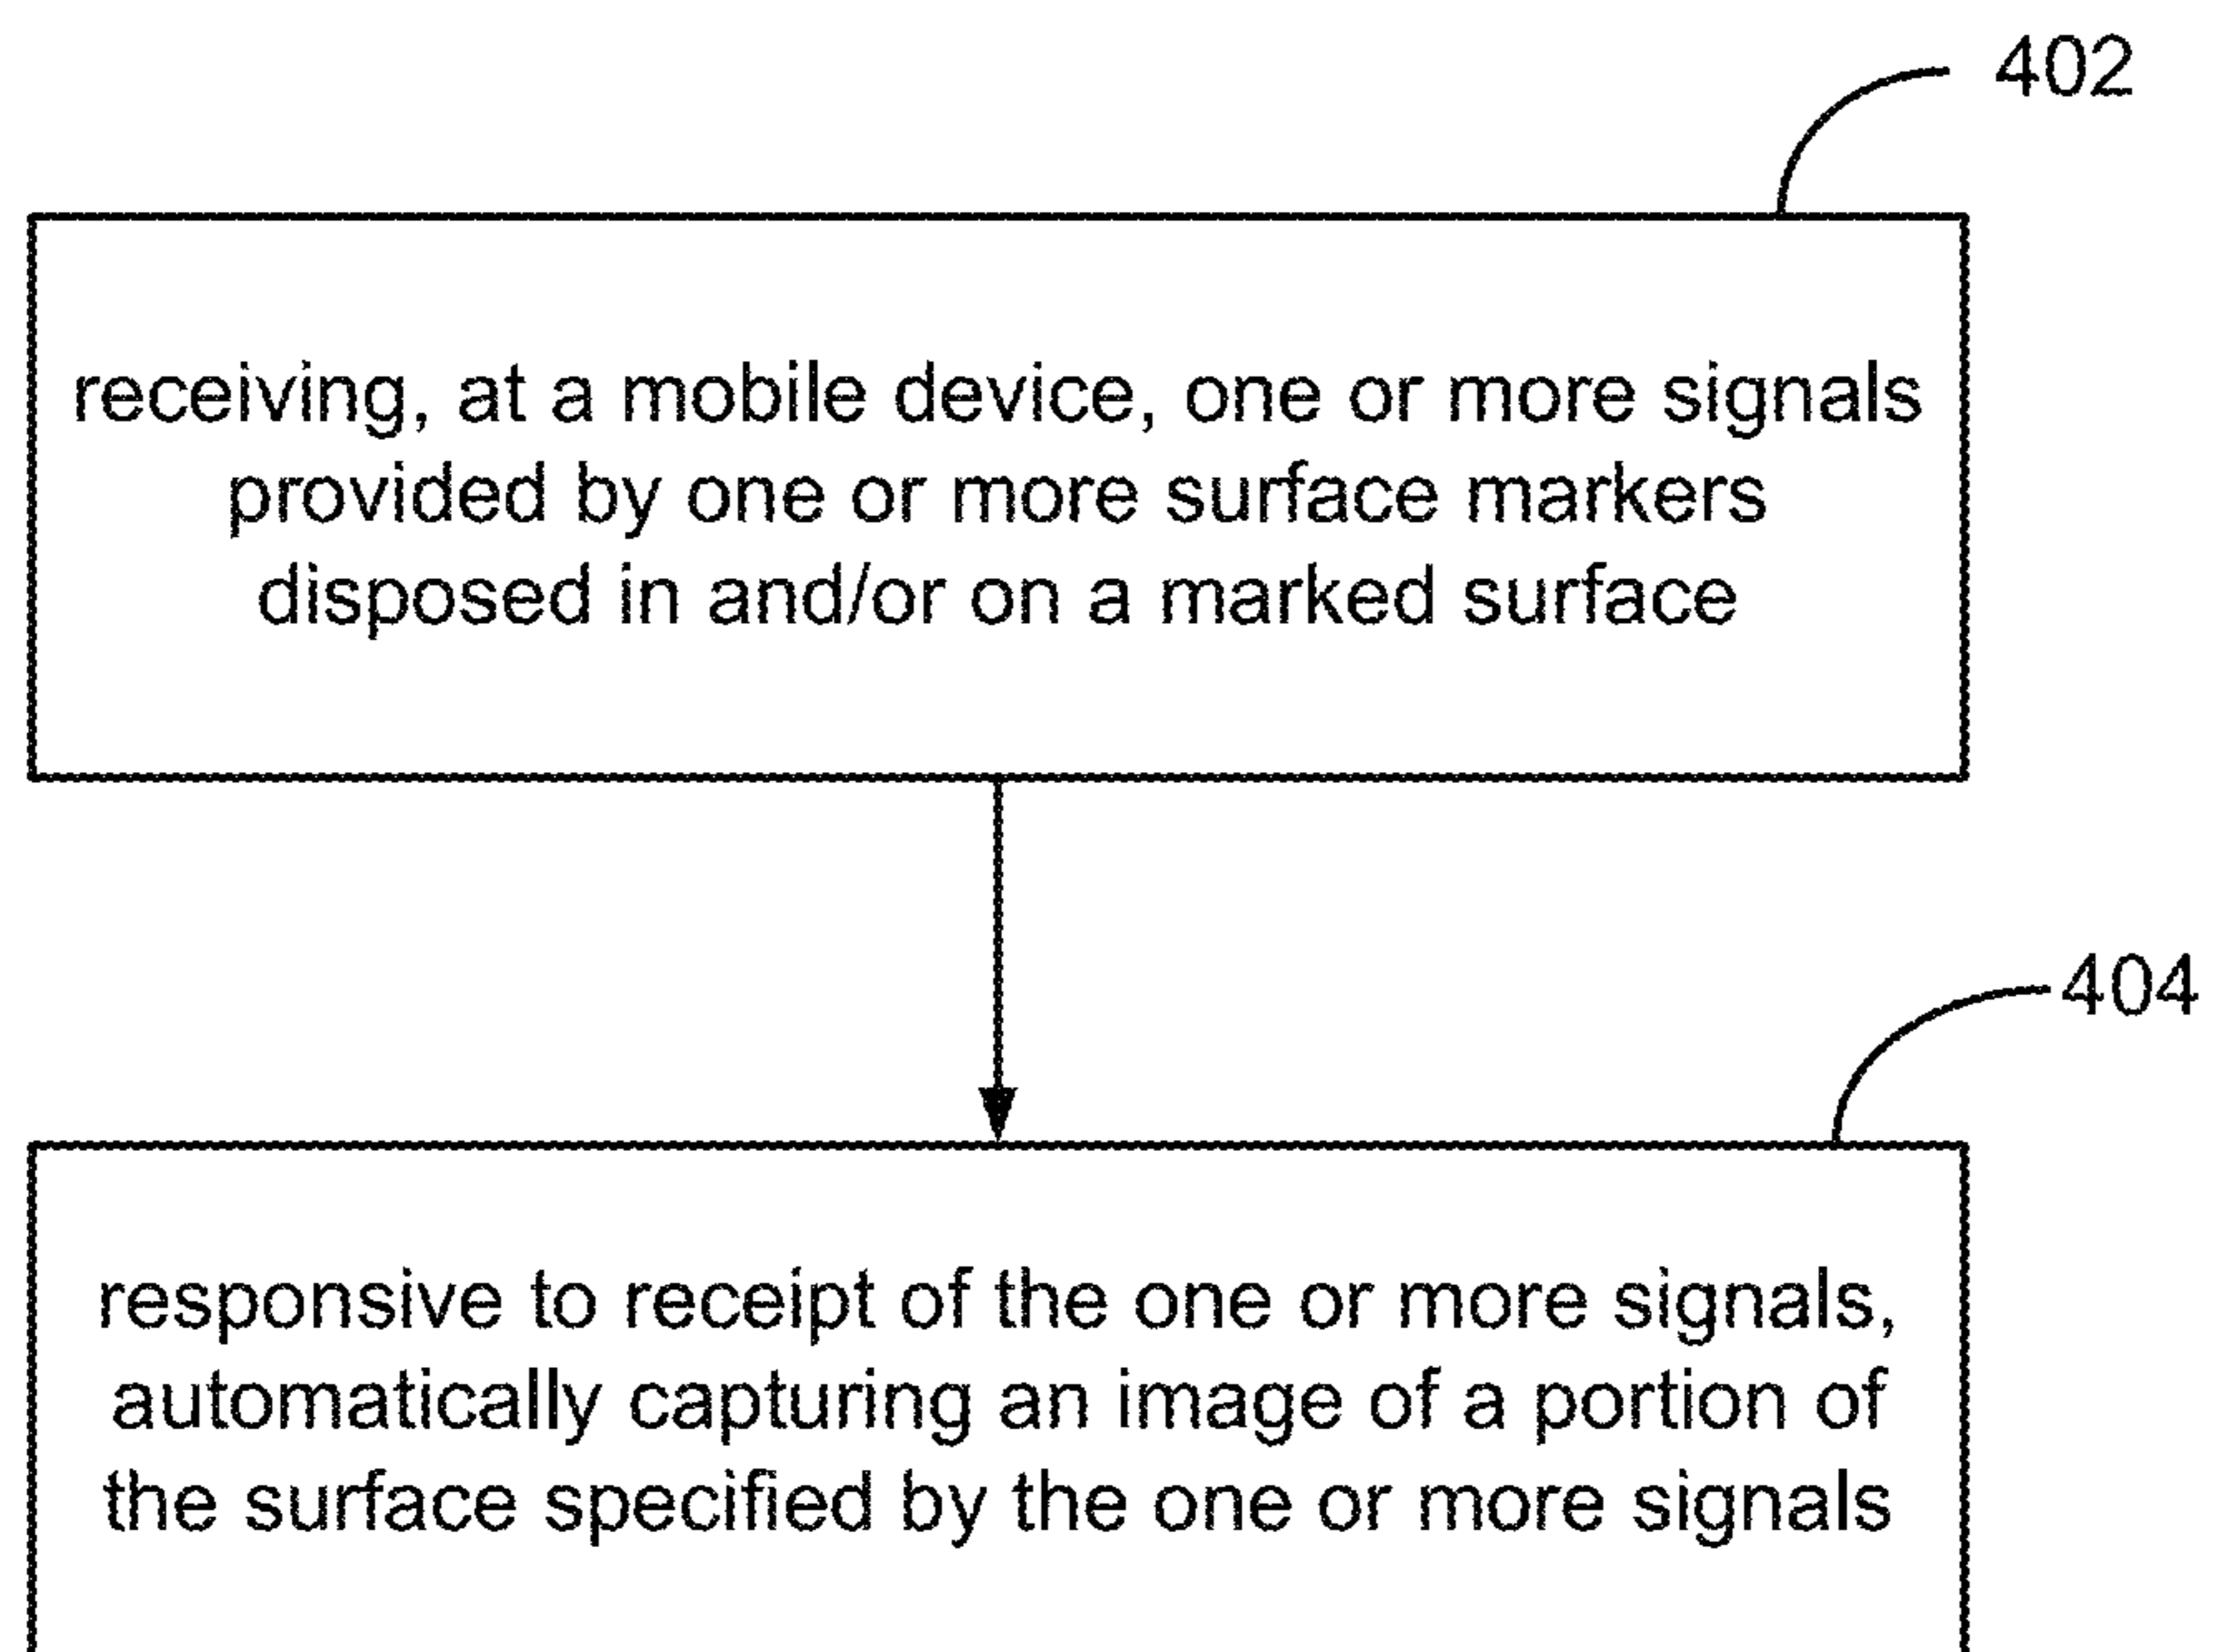 402
receiving, at a mobile device, one or more signals
provided by one or more surface markers
disposed in and/or on a marked surface
404
responsive to receipt of the one or more signals,
automatically capturing an image of a portion of
the surface specified by the one or more signals